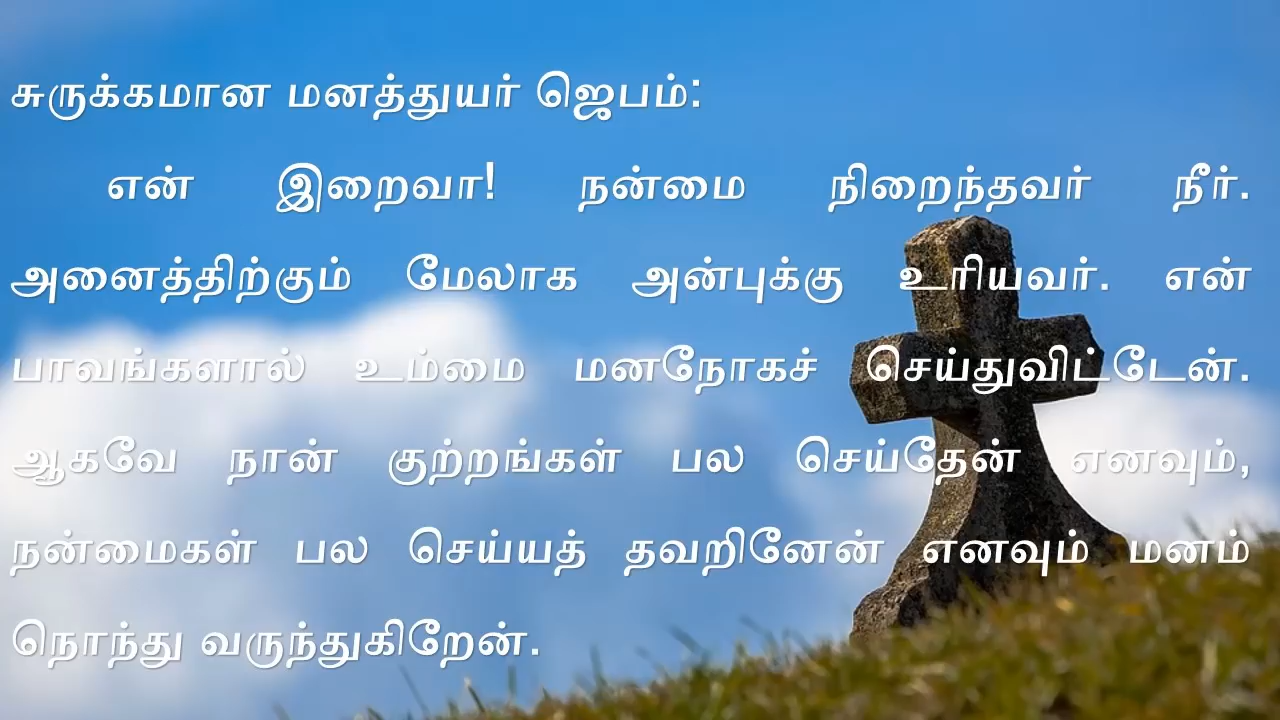 சுருக்கமான மனத்துயர் ஜெபம்:
என் இறைவா! நன்மை நிறைந்தவர் நீர்.
அனைத்திற்கும் மேலாக அன்புக்கு உரியவர். என்
பாவங்களால் உம்மை மனநோகச் செய்துவிட்டேன்.
ஆகவே நான் குற்றங்கள் பல செய்தேன் எனவும்,
நன்மைகள் பல செய்யத் தவறினேன் எனவும் மனம்
நொந்து வருந்துகிறேன்.